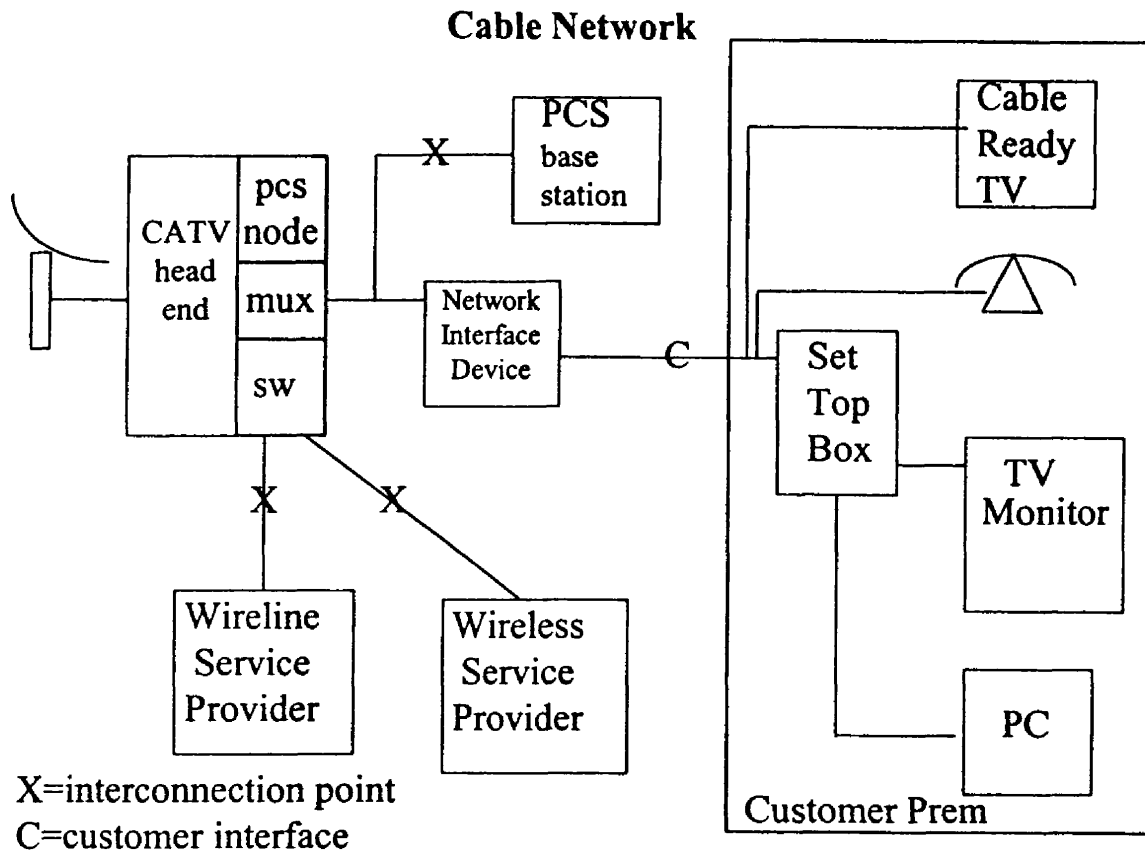 Cable Network
PCS
base
station
Cable
Ready
TV
CATV
head
end
pcs
node
mux
sw
X
Network
Interface
Device
C
Set
Top
Box
TV
Monitor
X
X
Wireline
Service
Provider
Wireless
Service
Provider
PC
Customer Prem
X=interconnection point
C=customer interface